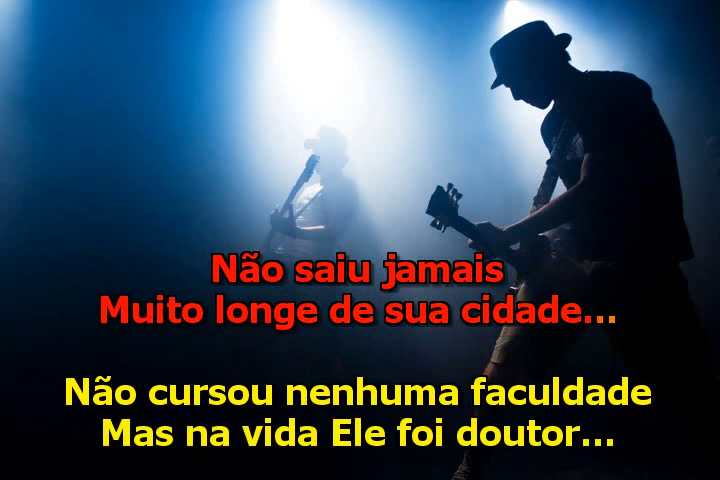 Não saiu jamais
Muito longe de sua cidade...
Não cursou nenhuma faculdade
Mas na vida Ele foi doutor...